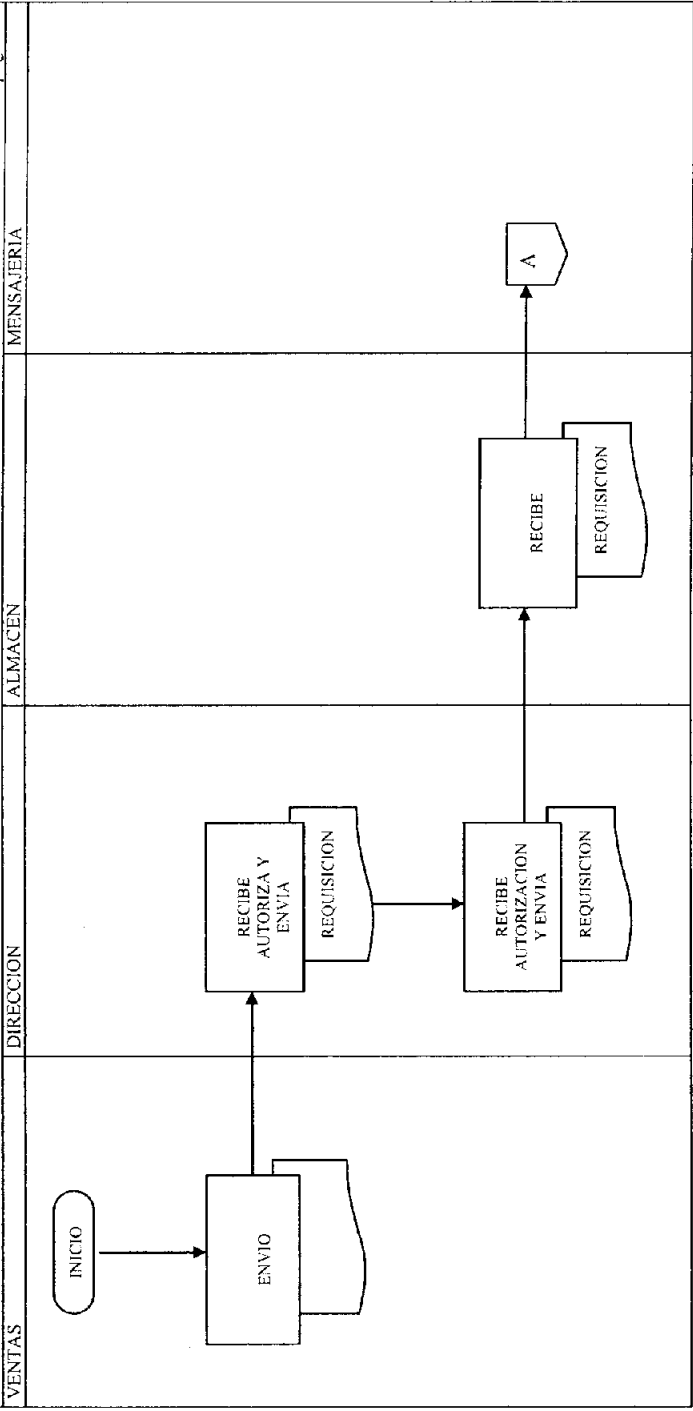 VENTAS
DIRECCION
ALMACEN
MENSAJERIA
INICIO
ENVIO
RECIBE
AUTORIZA Y
ENVIA
REQUISICION
RECIBE
AUTORIZACION
Y ENVIA
REQUISICION
RECIBE
REQUISICION
A